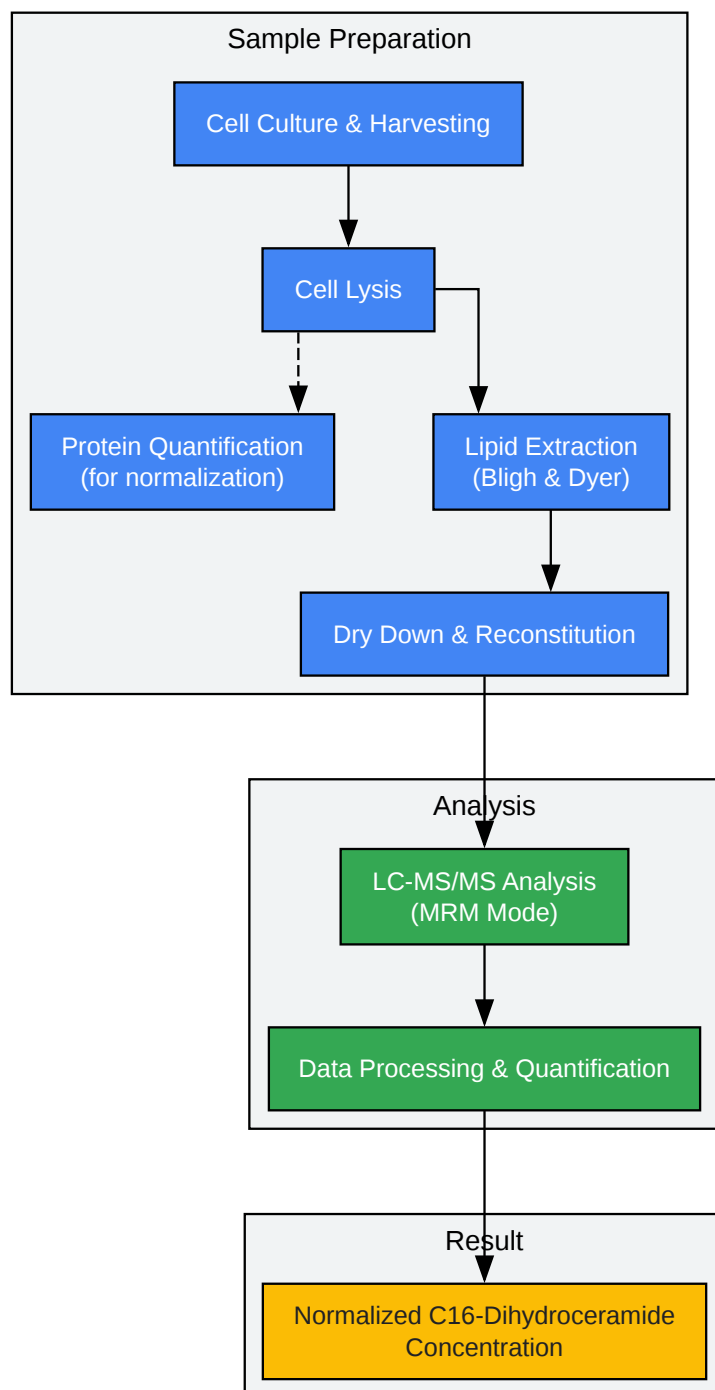 Sample Preparation
Cell Culture & Harvesting
Cell Lysis
Protein Quantification
(for normalization)
Lipid Extraction
(Bligh & Dyer)
Dry Down & Reconstitution
Analysis
LC-MS/MS Analysis
(MRM Mode)
Data Processing & Quantification
Result
Normalized C16-Dihydroceramide
Concentration